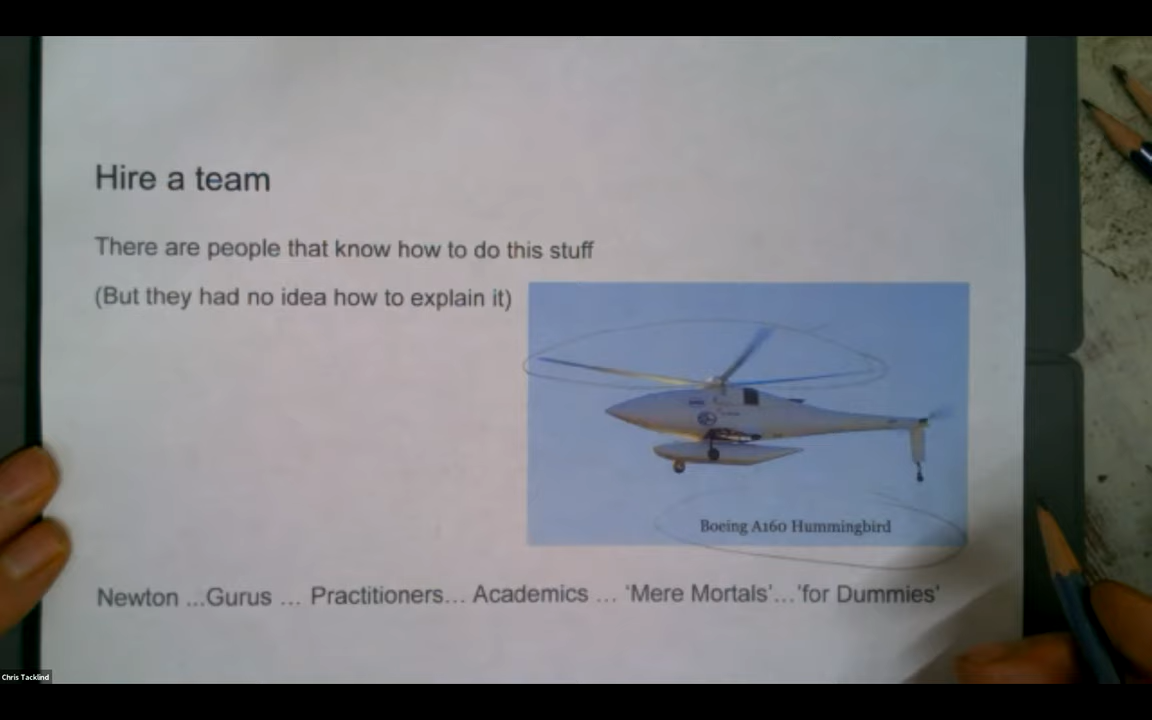 Hire a team
There are people that know how to do this stuff
(But they had no idea how to explain it)
Boeing A160 Hummingbird
Newton ...Gurus ... Practitioners... Academics ... ‘Mere Mortals’...‘for Dummies’
Chris Tacklind